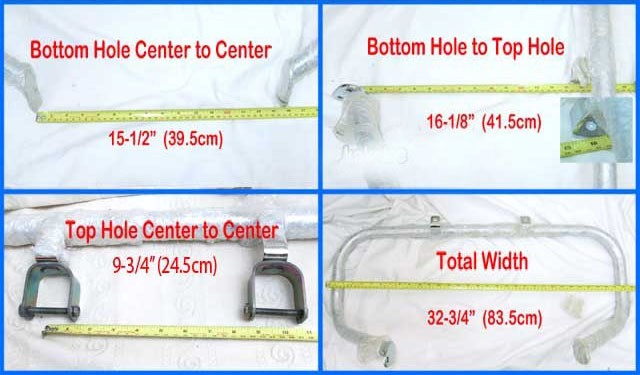 Bottom Hole Center to Center
15-1/2” (39.5cm)
Bottom Hole to Top Hole
16-1/8” (41.5cm)
Top Hole Center to Center
9-3/4”(24.5cm)
Total Width
32-3/4” (83.5cm)